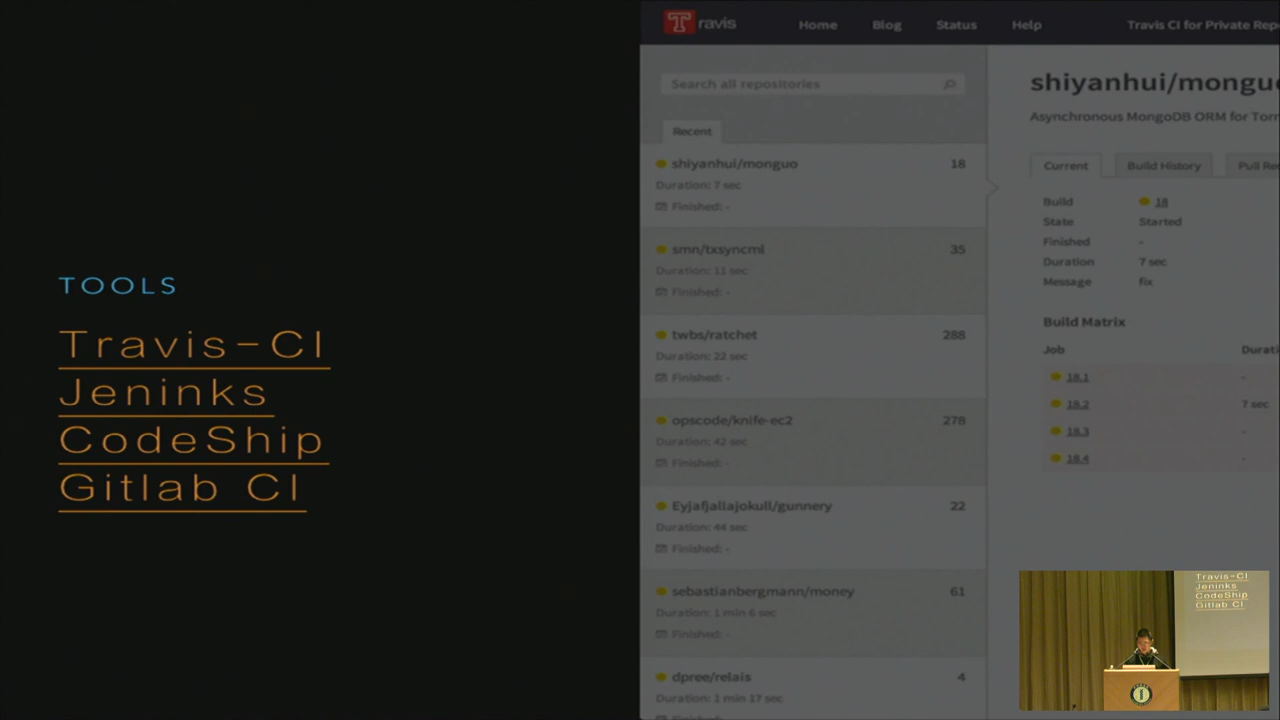 TOOLS
Travis-CI
Jeninks
CodeShip
Gitlab CI
Travis
Home
Blog
Status
Help
Travis CI for Private Rep
Search all repositories
Recent
shiyanhui/monguo 18
Duration: 7 sec
Finished: -
smn/txsyncml 35
Duration: 11 sec
Finished: -
twbs/ratchet 288
Duration: 22 sec
Finished: -
opscode/knife-ec2 278
Duration: 42 sec
Finished: -
Eyjafjallajokull/gunnery 22
Duration: 44 sec
Finished: -
sebastianbergmann/money 61
Duration: 1 min 6 sec
Finished: -
dpree/relais 4
Duration: 1 min 17 sec
shiyanhui/monguo
Asynchronous MongoDB ORM for Torn
Current
Build History
Pull Re
Build 18
State Started
Finished -
Duration 7 sec
Message fix
Build Matrix
Job Durati
18.1 -
18.2 7 sec
18.3 -
18.4 -
Travis-CI
Jeninks
CodeShip
Gitlab CI